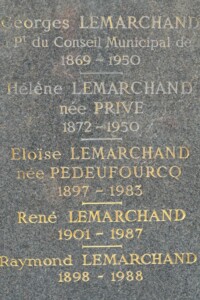 Georges LEMARCHAND
Pt du Conseil Municipal de
1869 - 1950
Hélène LEMARCHAND
née PRIVE
1872 - 1950
Eloïse LEMARCHAND
née PEDEUFOURCQ
1897 - 1983
René LEMARCHAND
1901 - 1987
Raymond LEMARCHAND
1898 - 1988